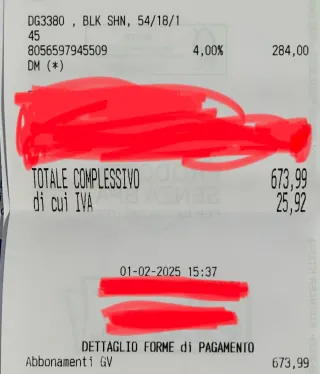 DG3380 , BLK SHN, 54/18/1
45
8056597945509 4,00% 284,00
DM (*)
TOTALE COMPLESSIVO 673,99
di cui IVA 25,92
01-02-2025 15:37
DETTAGLIO FORME di PAGAMENTO
Abbonamenti GV 673,99